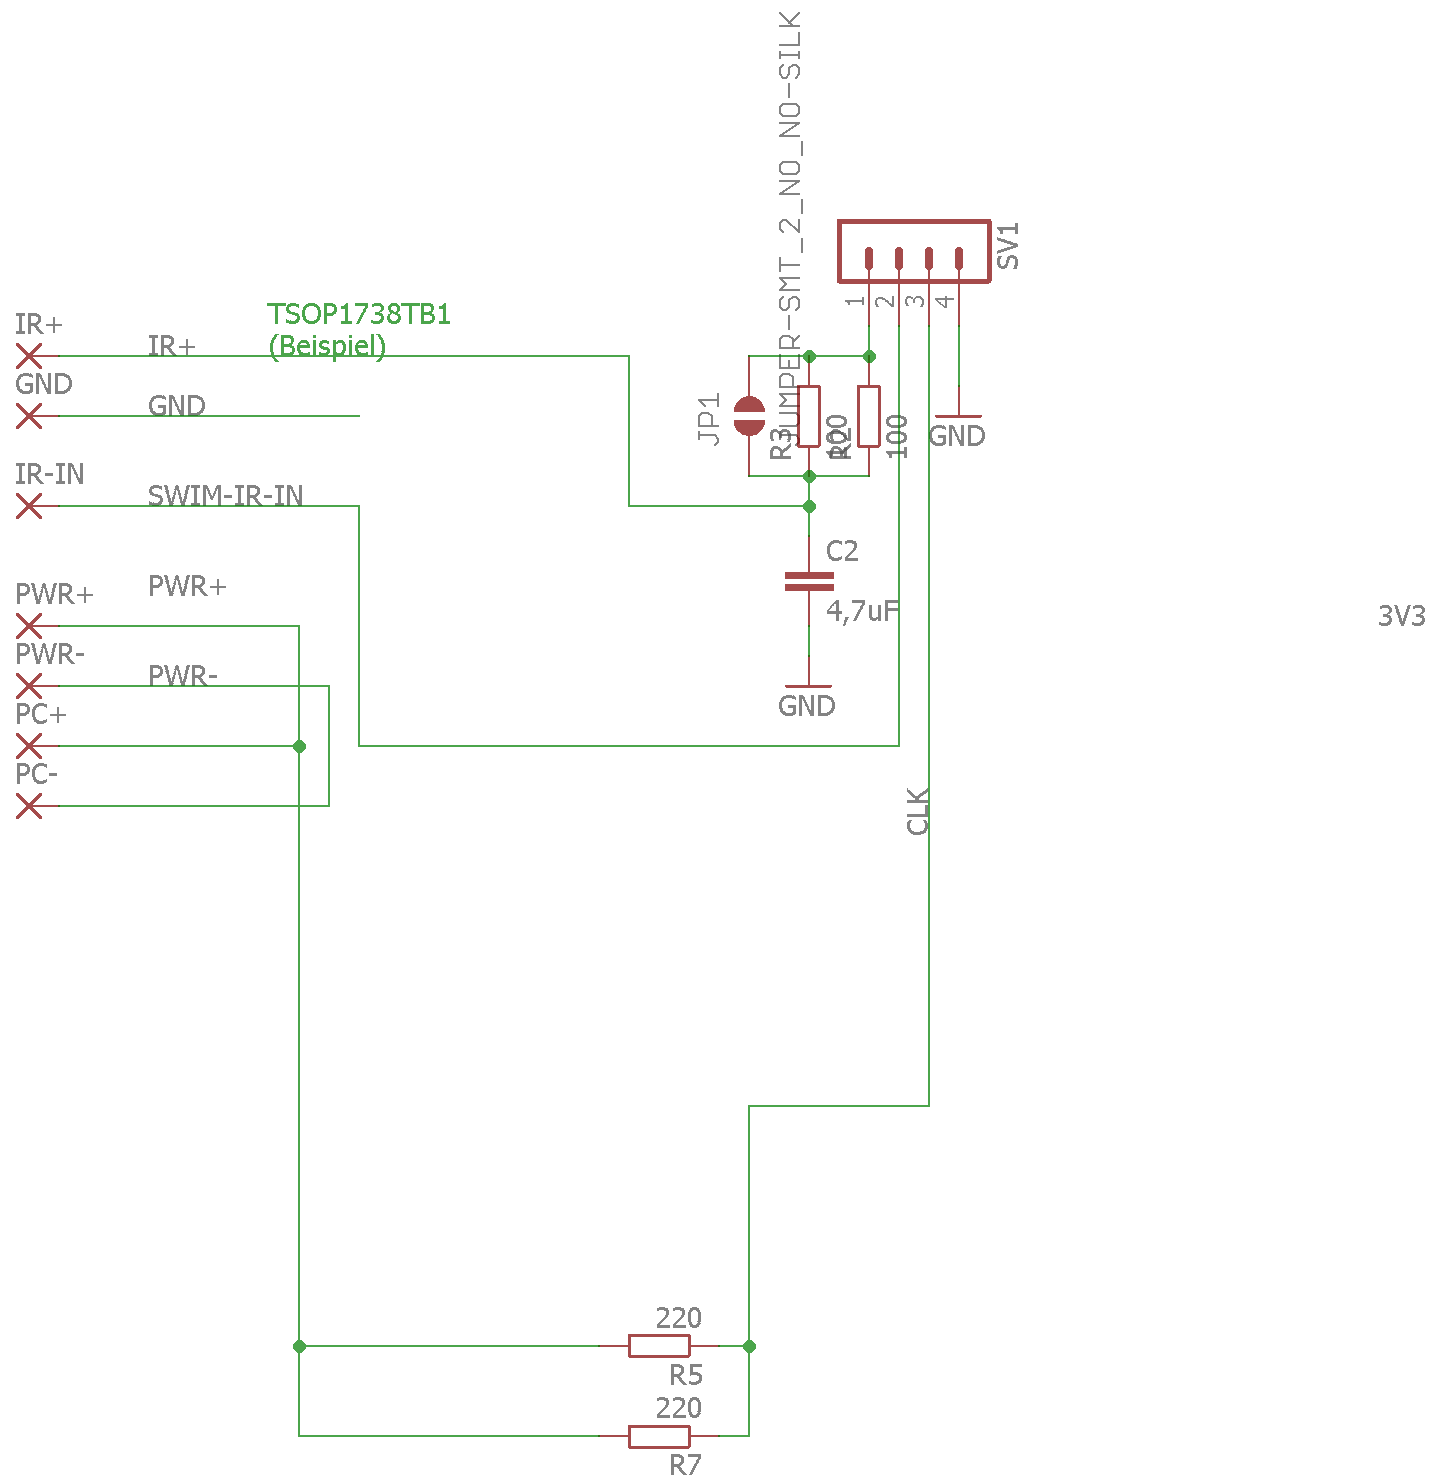 JUMPER-SMT_2_NO_NO-SILK
SV1
1
2
3
4
TSOP1738TB1
(Beispiel)
IR+
IR+
GND
GND
JP1
R3
100
R2
100
GND
IR-IN
SWIM-IR-IN
C2
4,7uF
3V3
PWR+
PWR+
PWR-
PWR-
GND
PC+
PC-
CLK
220
R5
220
R7